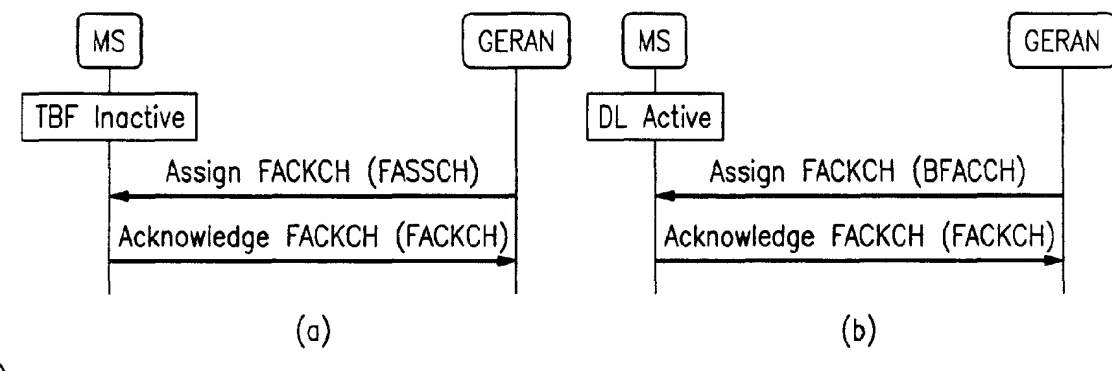 MS GERAN MS GERAN
TBF Inactive DL Active
Assign FACKCH (FASSCH) Assign FACKCH (BFACCH)
Acknowledge FACKCH (FACKCH) Acknowledge FACKCH (FACKCH)
(a) (b)
)